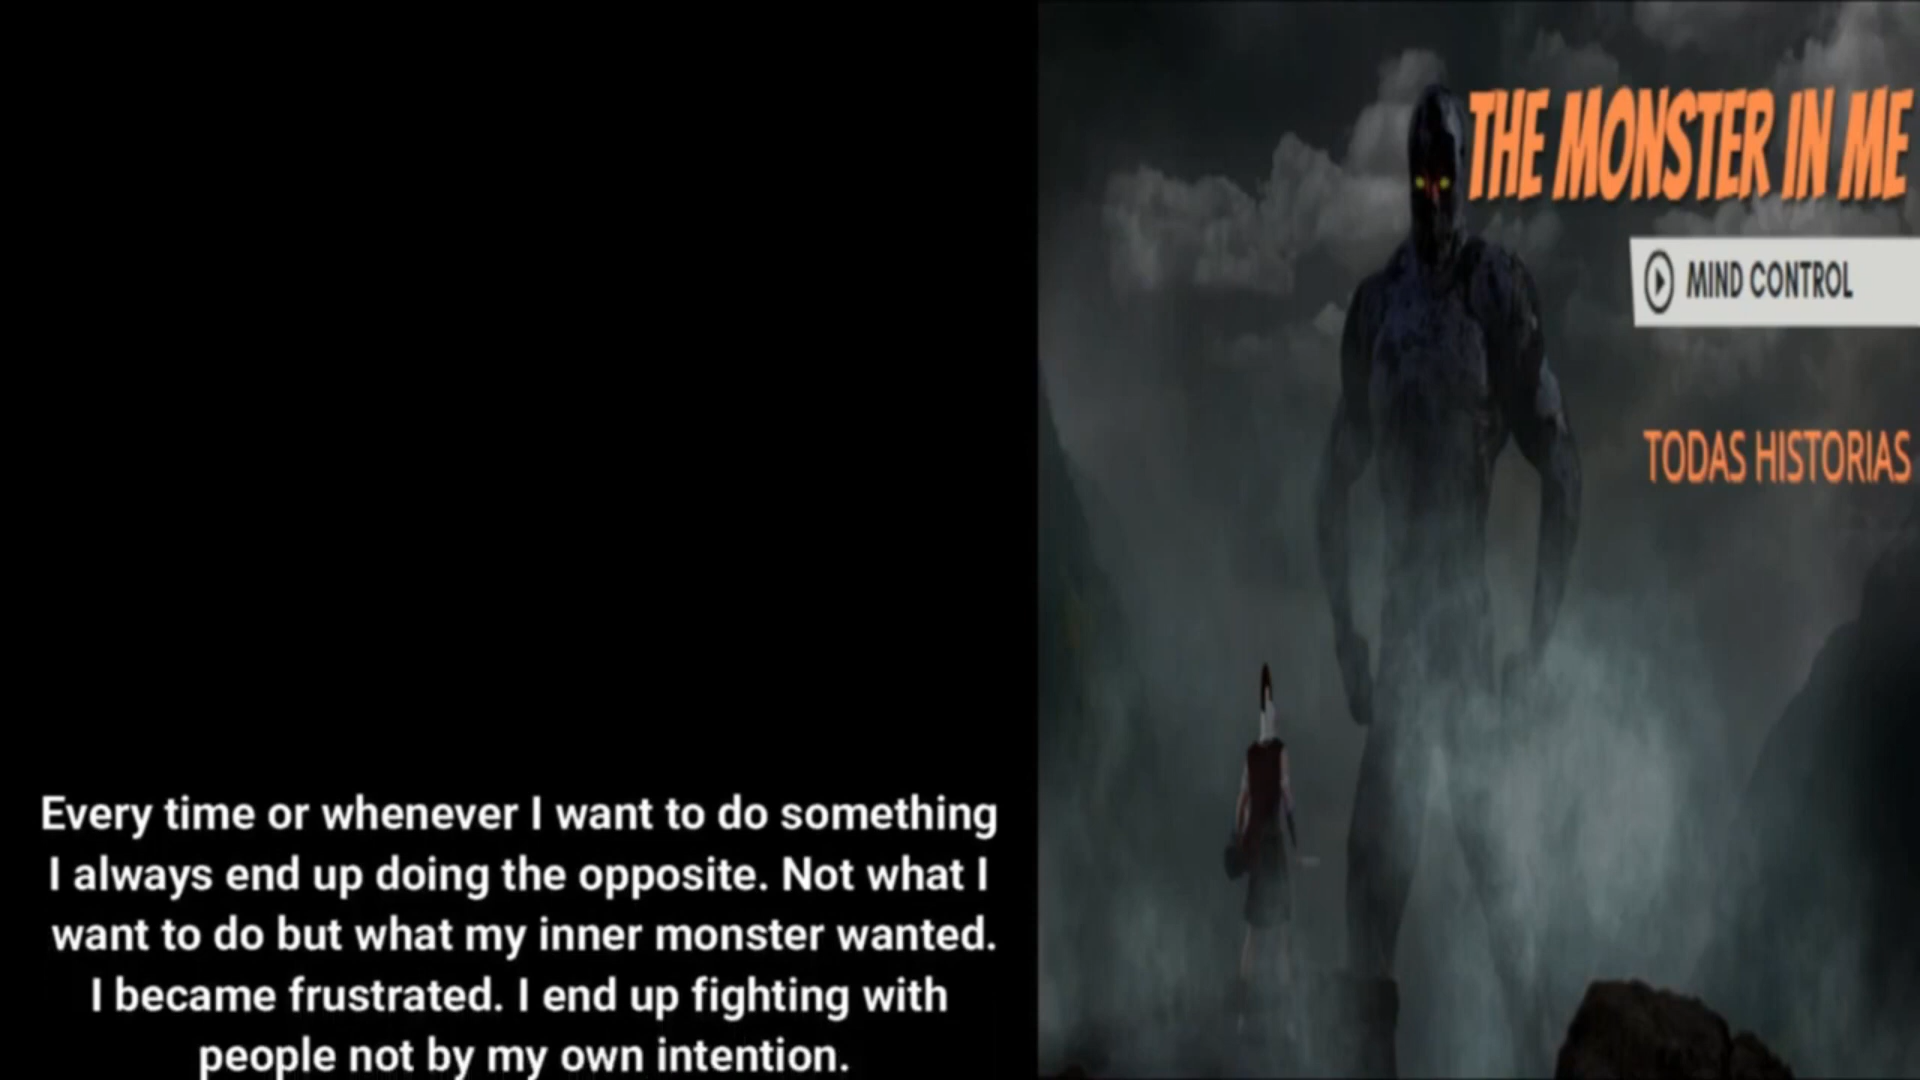 Every time or whenever I want to do something
I always end up doing the opposite. Not what I
want to do but what my inner monster wanted.
I became frustrated. I end up fighting with
people not by my own intention.
THE MONSTER IN ME
MIND CONTROL
TODAS HISTORIAS